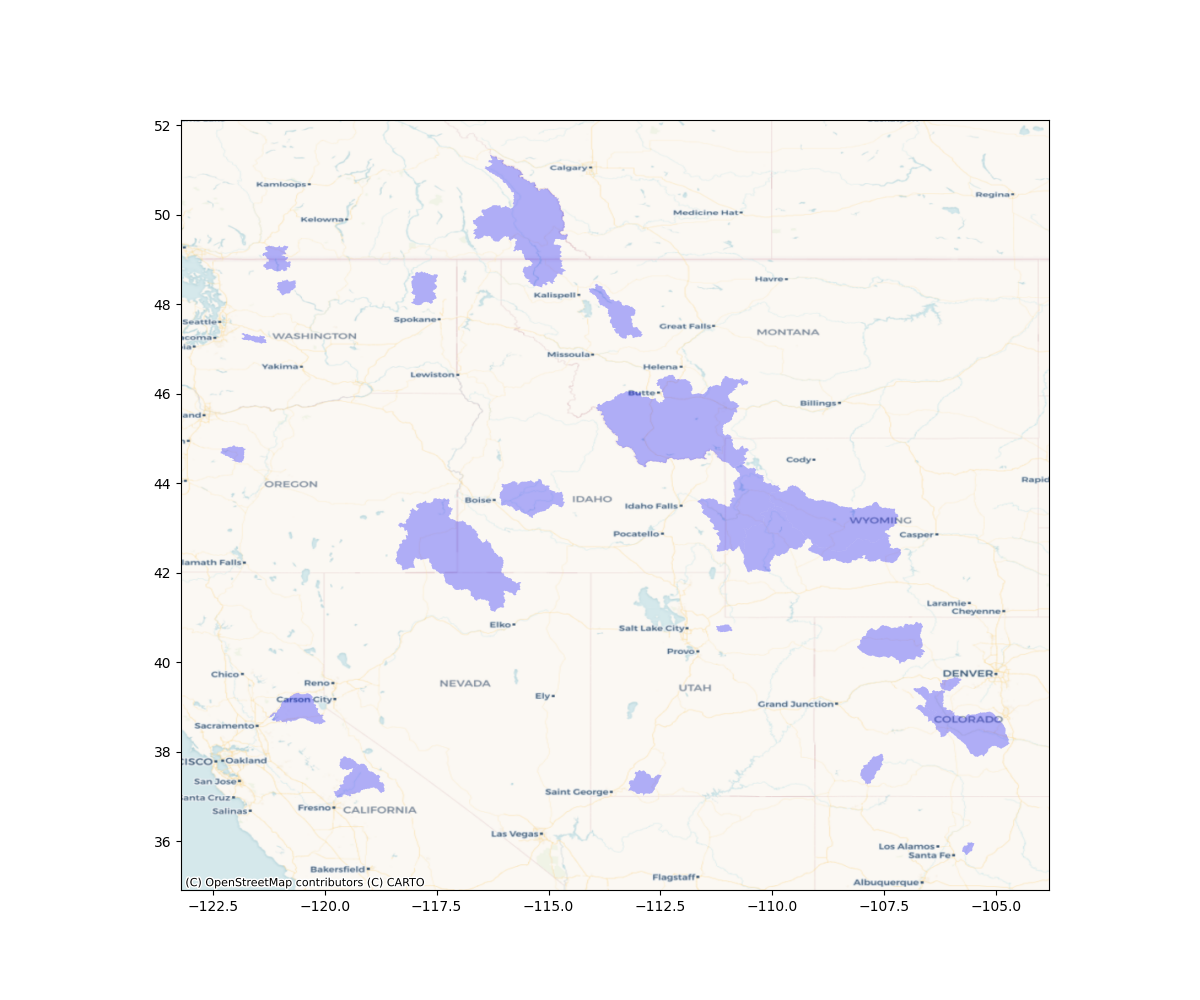 52
Calgary
Kamloops
Regina
50
Medicine Hat
Kelowna
Havre
48
Kalispell
Seattle
Spokane
Great Falls
MONTANA
WASHINGTON
coma
ia
Missoula
Helena
Yakima
Lewiston
46
Butte
Billings
and
Cody
44
OREGON
Rapid
Boise
IDAHO
Idaho Falls
WYOMING
Pocatello
Casper
lamath Falls
42
Laramie
Cheyenne
Elko
Salt Lake City
40
Provo
Chico
DENVER
Reno
NEVADA
UTAH
Carson City
Ely
Grand Junction
COLORADO
Sacramento
38
CISCO
Oakland
San Jose
Saint George
anta Cruz
Fresno
CALIFORNIA
Salinas
36
Las Vegas
Los Alamos
Santa Fe
Bakersfield
Flagstaff
Albuquerque
(C) OpenStreetMap contributors (C) CARTO
−122.5 −120.0 −117.5 −115.0 −112.5 −110.0 −107.5 −105.0